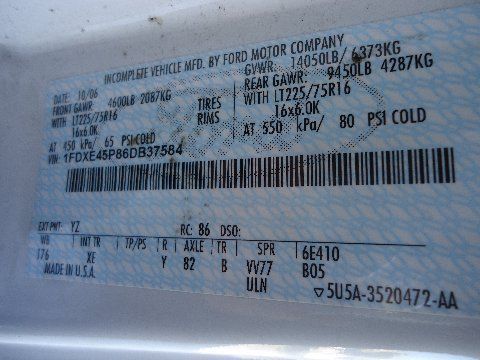 INCOMPLETE VEHICLE MFD. BY FORD MOTOR COMPANY
DATE: 10/06 GVWR: 14050LB/ 6373KG
FRONT GAWR: 4600LB 2087KG REAR GAWR: 9450LB 4287KG
WITH LT225/75R16 TIRES WITH LT225/75R16
16x6.0K RIMS 16x6.0K
AT 450 kPa/ 65 PSI COLD AT 550 kPa/ 80 PSI COLD
VIN: 1FDXE45P86DB37584
EXT PNT: YZ RC: 86 DSO:
WB INT TR TP/PS R AXLE TR SPR 6E410
176 XE Y 82 B VV77 B05
MADE IN U.S.A. ULN ▽5U5A-3520472-AA